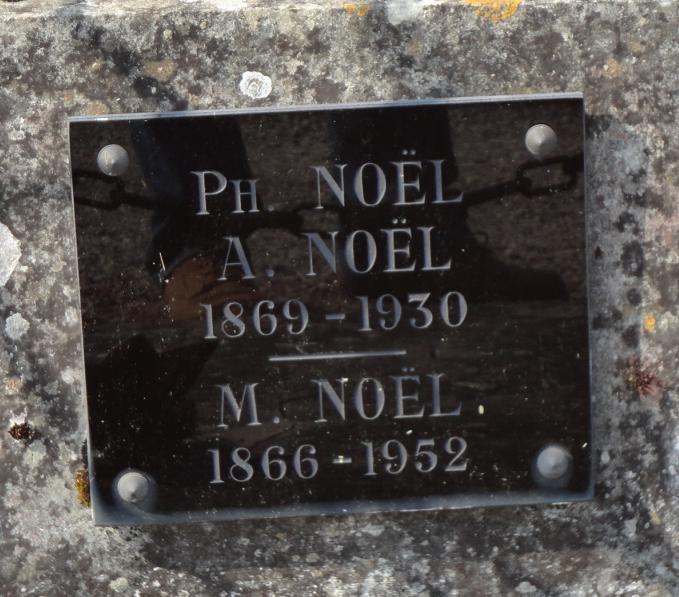 PH. NOËL
A. NOËL
1869-1930
M. NOËL
1866-1952